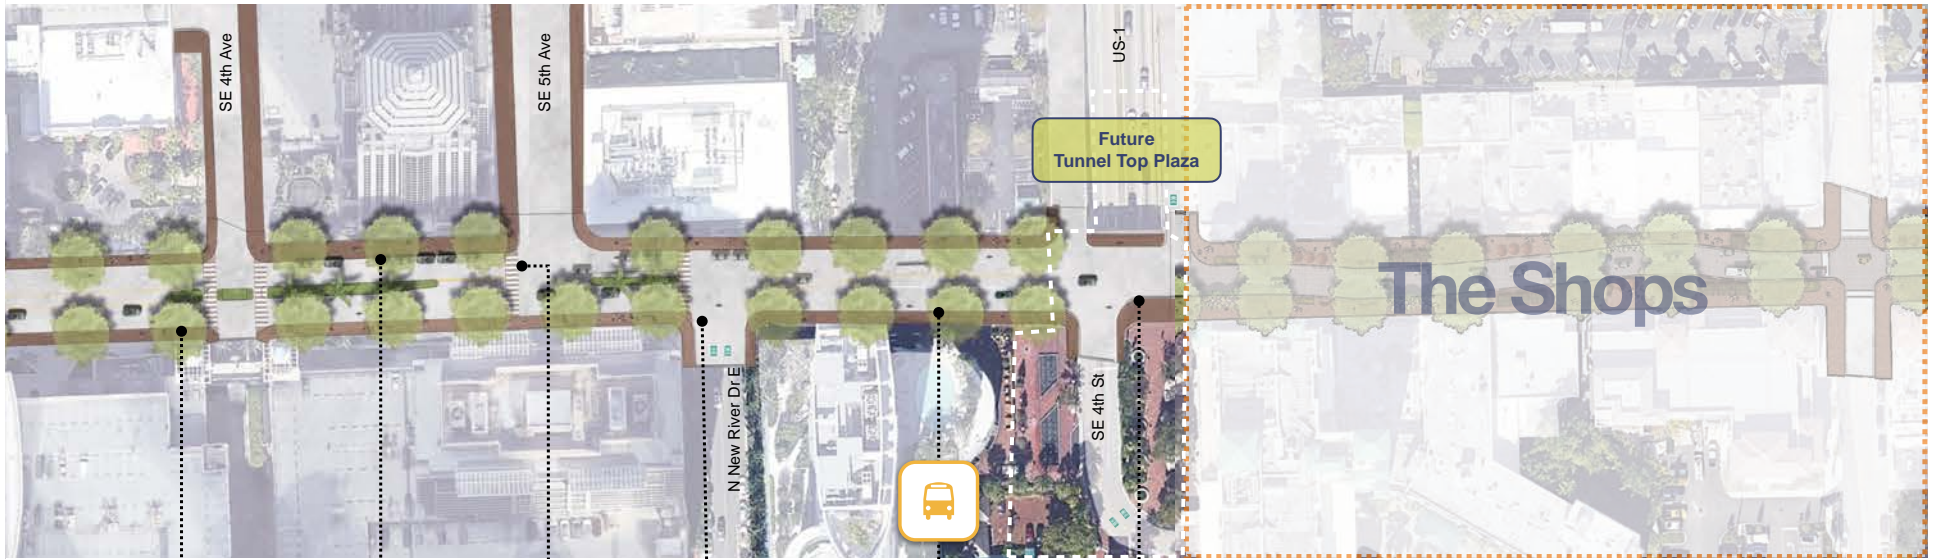 SE 4th Ave
SE 5th Ave
US-1
Future
Tunnel Top Plaza
The Shops
N New River Dr E
SE 4th St